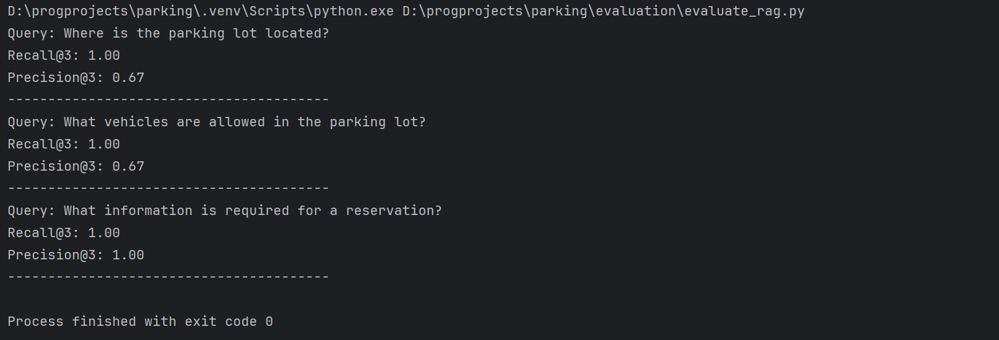 D:\progprojects\parking\.venv\Scripts\python.exe D:\progprojects\parking\evaluation\evaluate_rag.py
Query: Where is the parking lot located?
Recall@3: 1.00
Precision@3: 0.67
----------------------------------------
Query: What vehicles are allowed in the parking lot?
Recall@3: 1.00
Precision@3: 0.67
----------------------------------------
Query: What information is required for a reservation?
Recall@3: 1.00
Precision@3: 1.00
----------------------------------------
Process finished with exit code 0